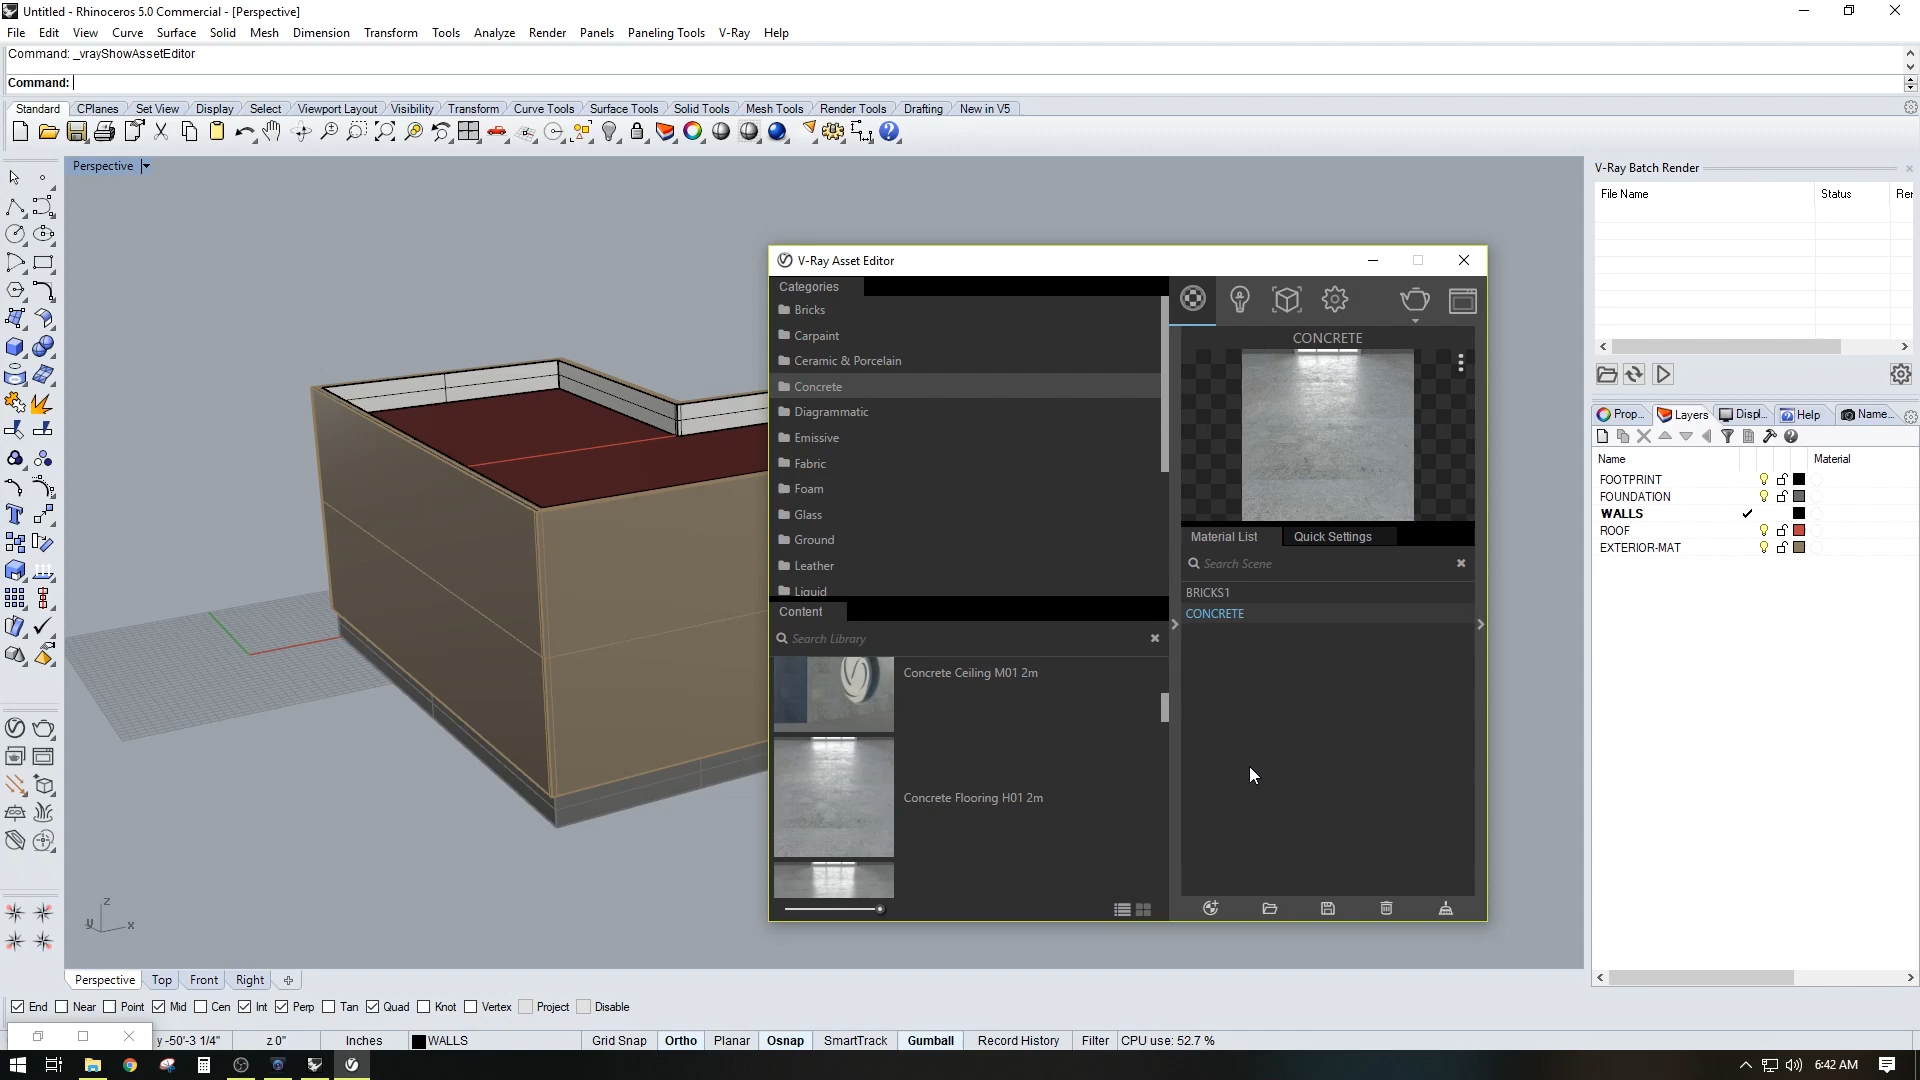 Untitled - Rhinoceros 5.0 Commercial - [Perspective]
File Edit View Curve Surface Solid Mesh Dimension Transform Tools Analyze Render Panels Paneling Tools V-Ray Help
Command: _vrayShowAssetEditor
Command:
Standard CPlanes Set View Display Select Viewport Layout Visibility Transform Curve Tools Surface Tools Solid Tools Mesh Tools Render Tools Drafting New in V5
Perspective
V-Ray Batch Render
File Name Status Rer
V-Ray Asset Editor
Categories
Bricks
Carpaint
Ceramic & Porcelain
Concrete
Diagrammatic
Emissive
Fabric
Foam
Glass
Ground
Leather
Liquid
Content
Search Library
Concrete Ceiling M01 2m
Concrete Flooring H01 2m
CONCRETE
Material List Quick Settings
Search Scene
BRICKS1
CONCRETE
Prop... Layers Displ... Help Name...
Name Material
FOOTPRINT
FOUNDATION
WALLS
ROOF
EXTERIOR-MAT
z
y x
Perspective Top Front Right
End Near Point Mid Cen Int Perp Tan Quad Knot Vertex Project Disable
y -50'-3 1/4" z 0" Inches WALLS Grid Snap Ortho Planar Osnap SmartTrack Gumball Record History Filter CPU use: 52.7 %
6:42 AM